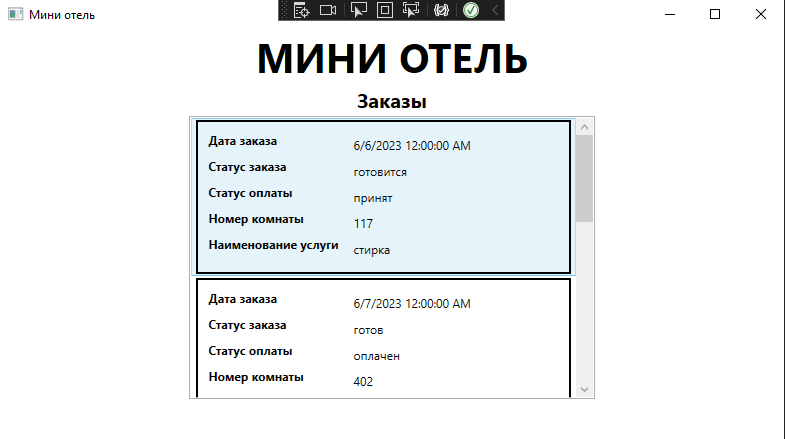 Мини отель
МИНИ ОТЕЛЬ
Заказы
Дата заказа 6/6/2023 12:00:00 AM
Статус заказа готовится
Статус оплаты принят
Номер комнаты 117
Наименование услуги стирка
Дата заказа 6/7/2023 12:00:00 AM
Статус заказа готов
Статус оплаты оплачен
Номер комнаты 402